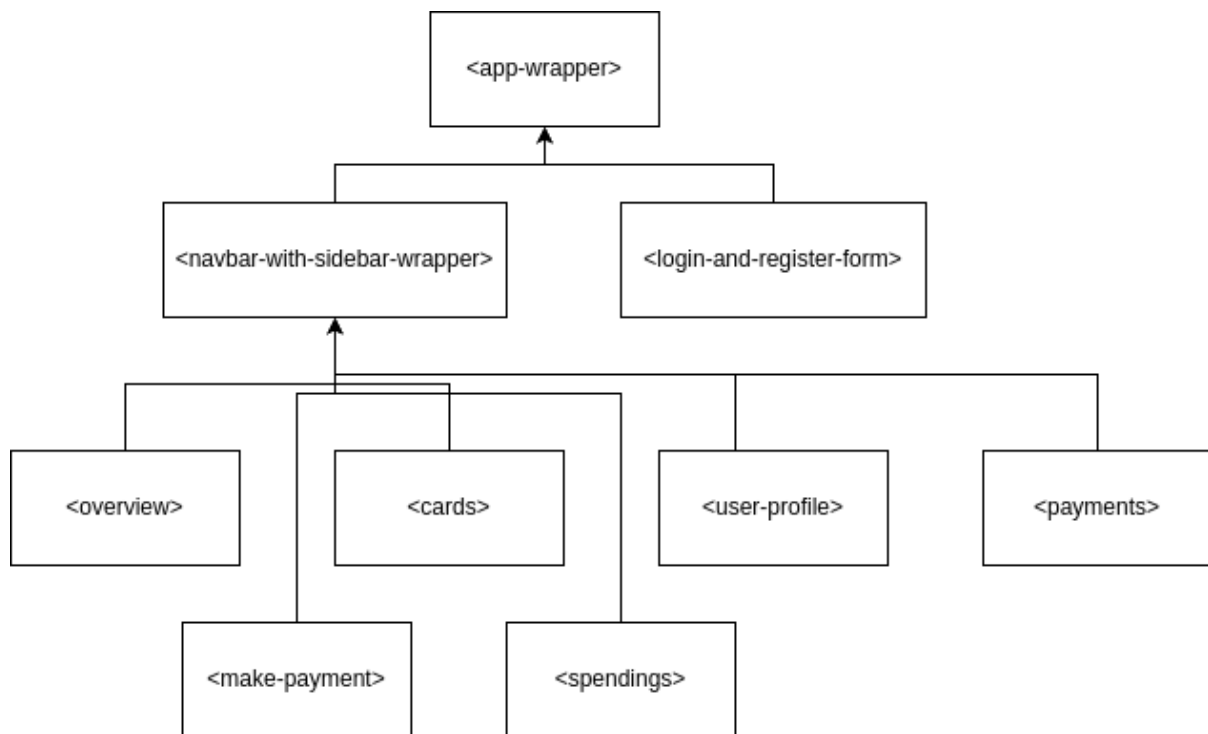 <app-wrapper>
<navbar-with-sidebar-wrapper>
<login-and-register-form>
<overview>
<cards>
<user-profile>
<payments>
<make-payment>
<spendings>